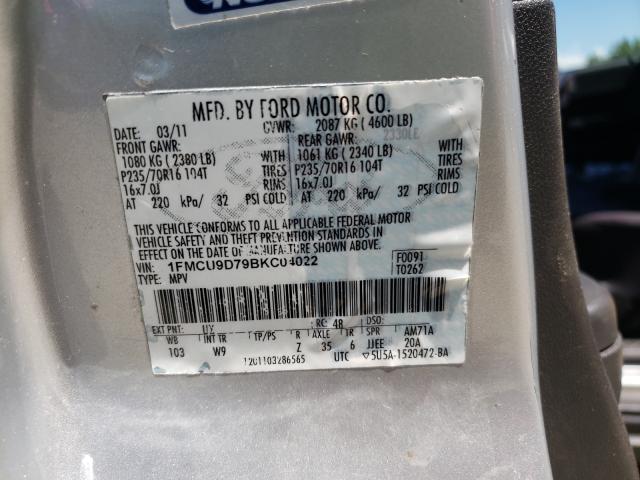 MFD. BY FORD MOTOR CO.
DATE: 03/11 GVWR: 2087 KG ( 4600 LB)
FRONT GAWR: REAR GAWR:
1080 KG ( 2380 LB) WITH 1061 KG ( 2340 LB) WITH
P235/70R16 104T TIRES P235/70R16 104T TIRES
16x7.0J RIMS 16x7.0J RIMS
AT 220 kPa/ 32 PSI COLD AT 220 kPa/ 32 PSI COLD
THIS VEHICLE CONFORMS TO ALL APPLICABLE FEDERAL MOTOR
VEHICLE SAFETY AND THEFT PREVENTION STANDARDS IN
EFFECT ON THE DATE OF MANUFACTURE SHOWN ABOVE.
VIN: 1FMCU9D79BKC04022 F0091
TYPE: MPV T0262
EXT PNT: UX RC: 48 DSO:
WB INT TR TP/PS R AXLE TR SPR AM71A
103 W9 Z 35 6 JJEE 20A
1201103286565 UTC ▽5U5A-1520472-BA